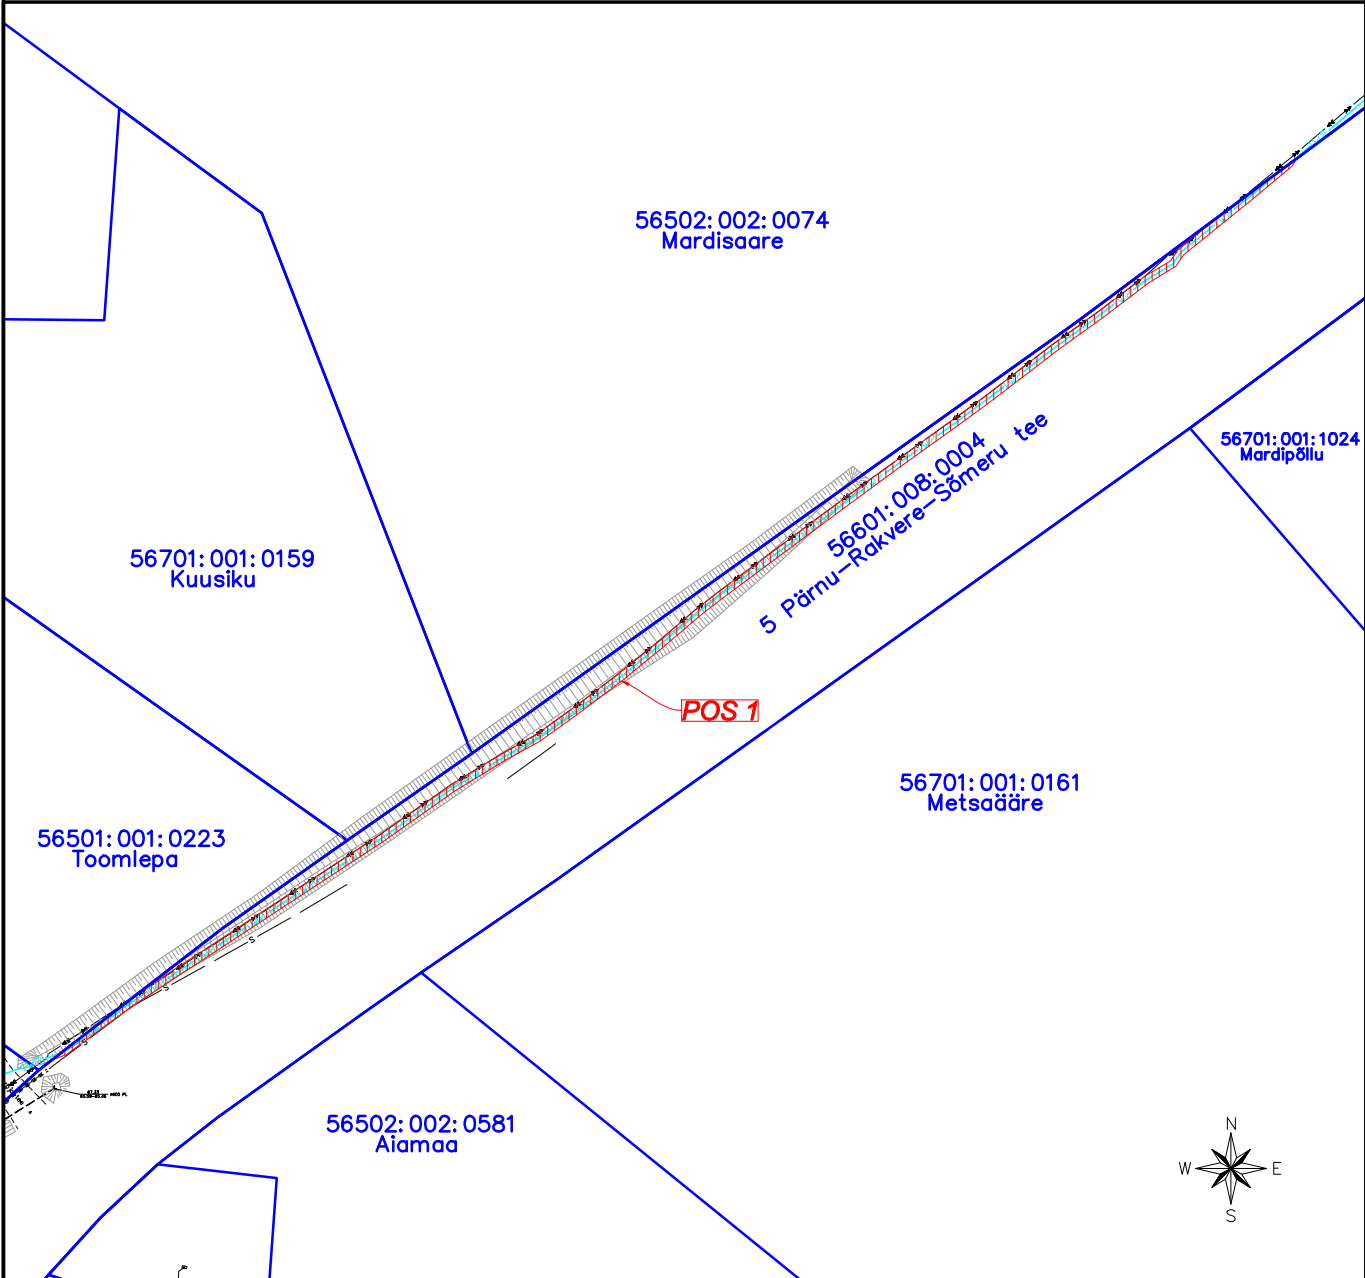 56502:002:0074
Mardisaare
56701:001:1024
Mardipõllu
56601:008:0004
5 Pärnu-Rakvere-Sõmeru tee
56701:001:0159
Kuusiku
POS 1
56701:001:0161
Metsaääre
56501:001:0223
Toomlepa
S
S
S
56502:002:0581
Aiamaa
N
W
E
S